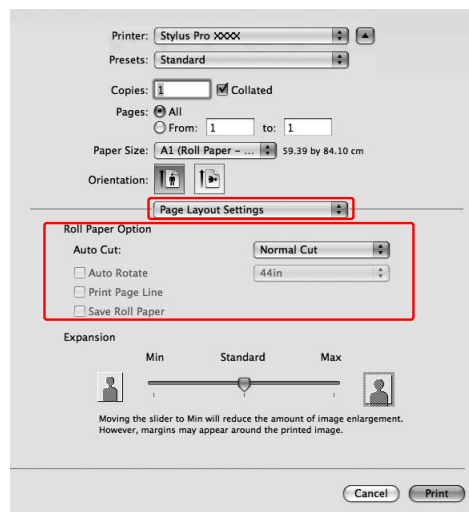 Printer: Stylus Pro XXXX
Presets: Standard
Copies: 1 Collated
Pages: All
From: 1 to: 1
Paper Size: A1 (Roll Paper – ... 59.39 by 84.10 cm
Orientation:
Page Layout Settings
Roll Paper Option
Auto Cut: Normal Cut
Auto Rotate 44in
Print Page Line
Save Roll Paper
Expansion
Min Standard Max
Moving the slider to Min will reduce the amount of image enlargement.
However, margins may appear around the printed image.
Cancel Print